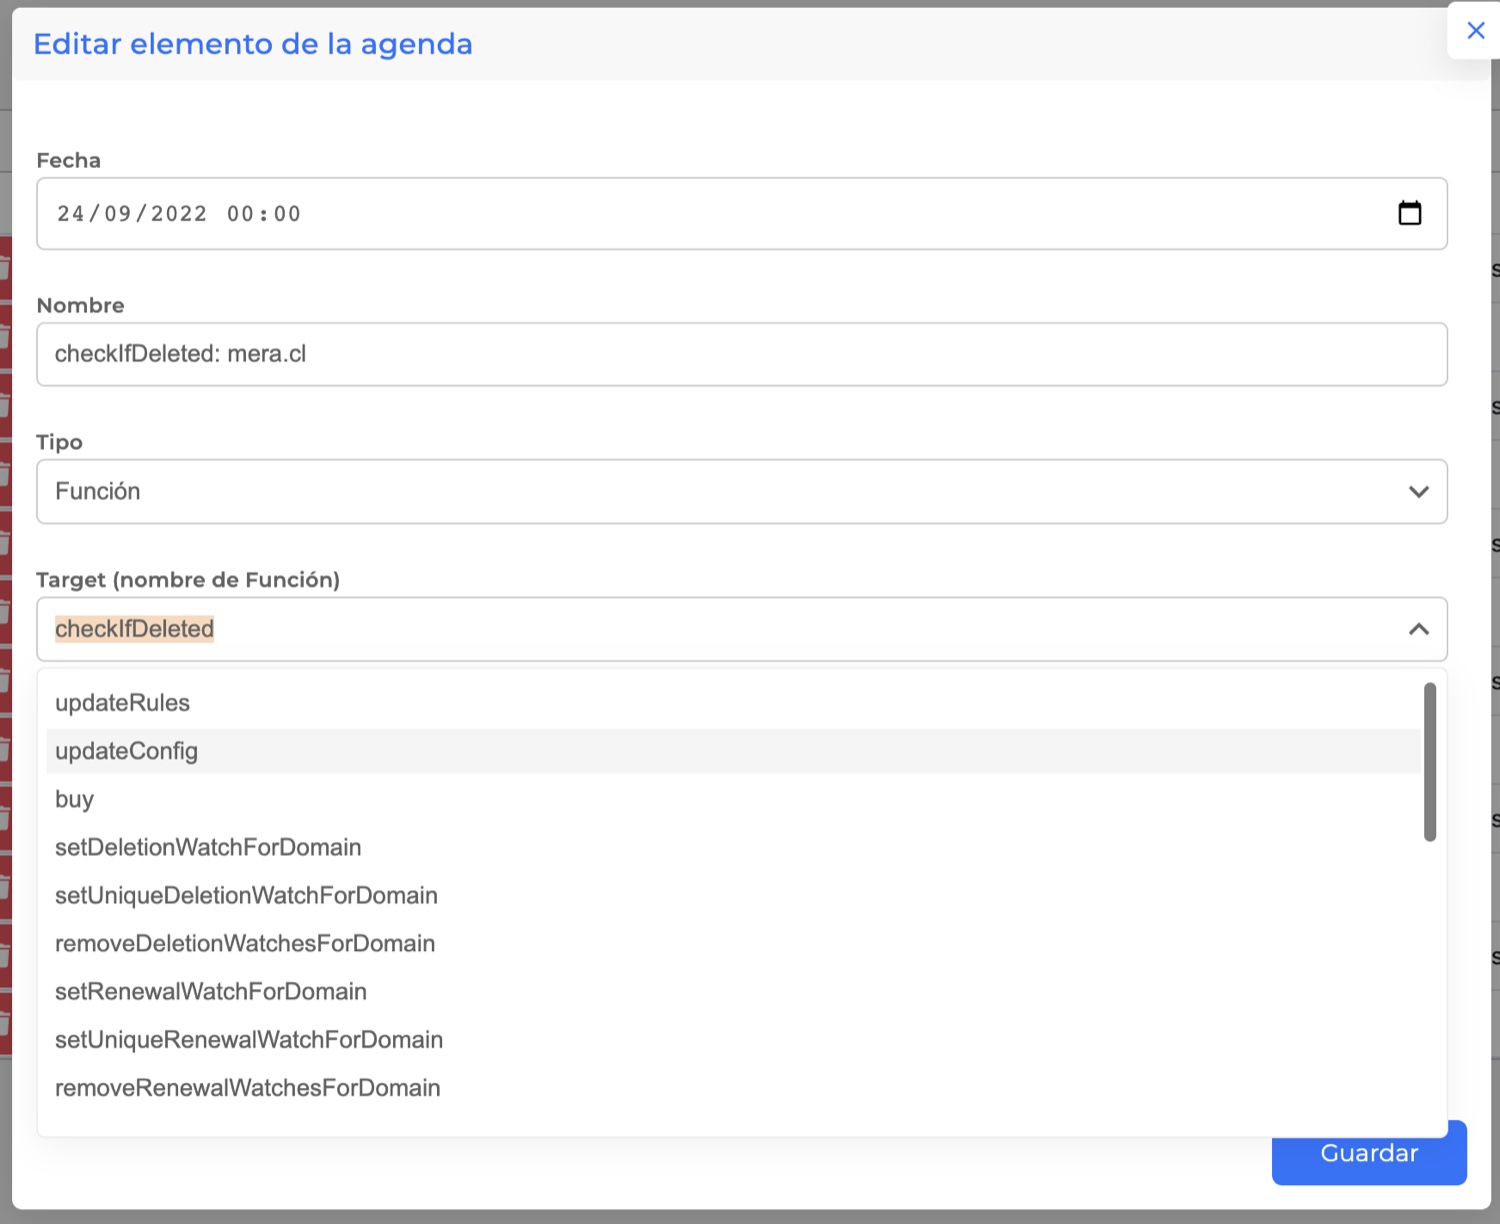 Editar elemento de la agenda
Fecha
24/09/2022 00:00
Nombre
checkIfDeleted: mera.cl
Tipo
Función
Target (nombre de Función)
checkIfDeleted
updateRules
updateConfig
buy
setDeletionWatchForDomain
setUniqueDeletionWatchForDomain
removeDeletionWatchesForDomain
setRenewalWatchForDomain
setUniqueRenewalWatchForDomain
removeRenewalWatchesForDomain
Guardar